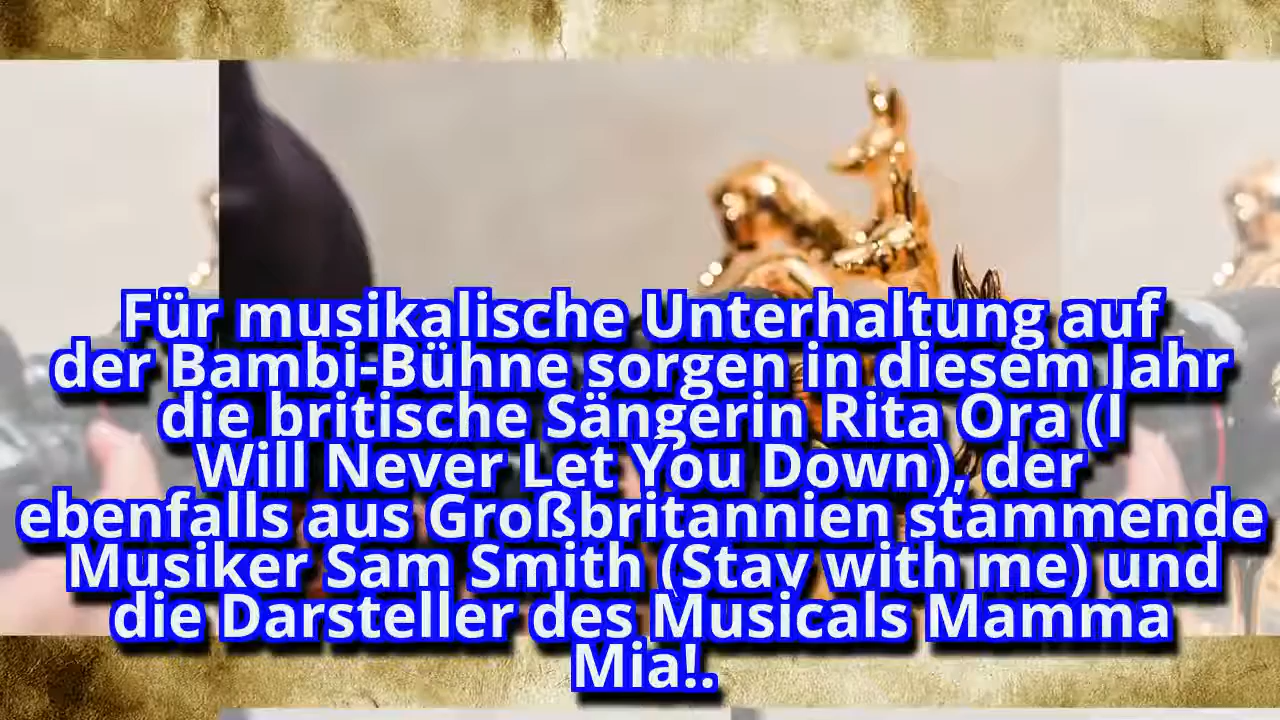 Für musikalische Unterhaltung auf
der Bambi-Bühne sorgen in diesem Jahr
die britische Sängerin Rita Ora (I
Will Never Let You Down), der
ebenfalls aus Großbritannien stammende
Musiker Sam Smith (Stay with me) und
die Darsteller des Musicals Mamma
Mia!.